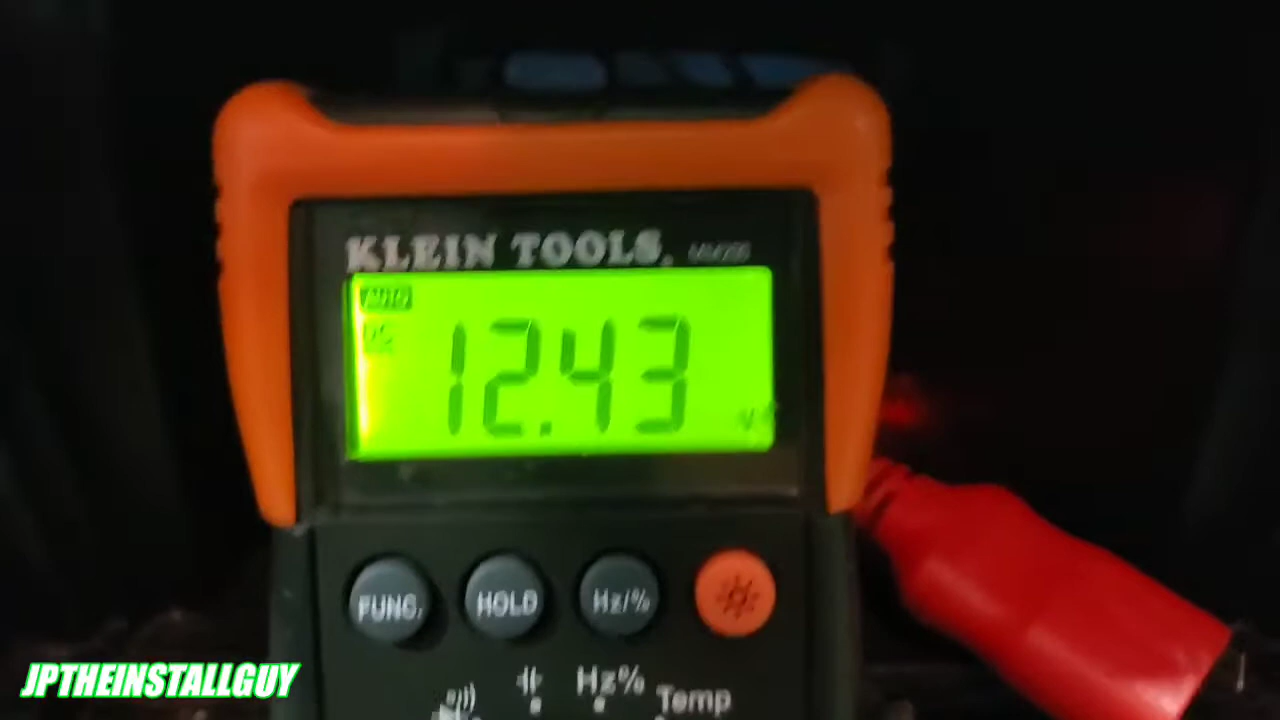 KLEIN TOOLS.
AUTO
DC
12.43
V
FUNC.
HOLD
Hz/%
Hz%
Temp
JPTHEINSTALLGUY